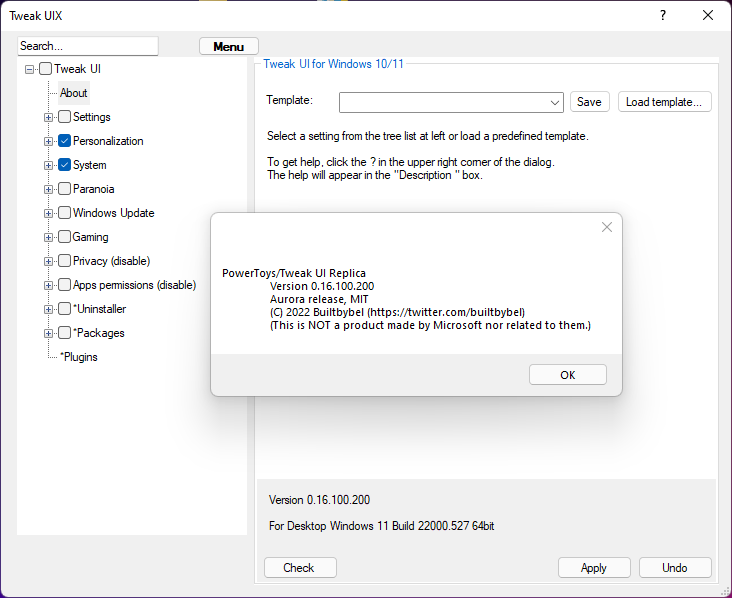 Tweak UIX
?
Search...
Menu
Tweak UI
About
Settings
Personalization
System
Paranoia
Windows Update
Gaming
Privacy (disable)
Apps permissions (disable)
*Uninstaller
*Packages
*Plugins
Tweak UI for Windows 10/11
Template:
Save
Load template...
Select a setting from the tree list at left or load a predefined template.
To get help, click the ? in the upper right corner of the dialog.
The help will appear in the "Description " box.
PowerToys/Tweak UI Replica
Version 0.16.100.200
Aurora release, MIT
(C) 2022 Builtbybel (https://twitter.com/builtbybel)
(This is NOT a product made by Microsoft nor related to them.)
OK
Version 0.16.100.200
For Desktop Windows 11 Build 22000.527 64bit
Check
Apply
Undo